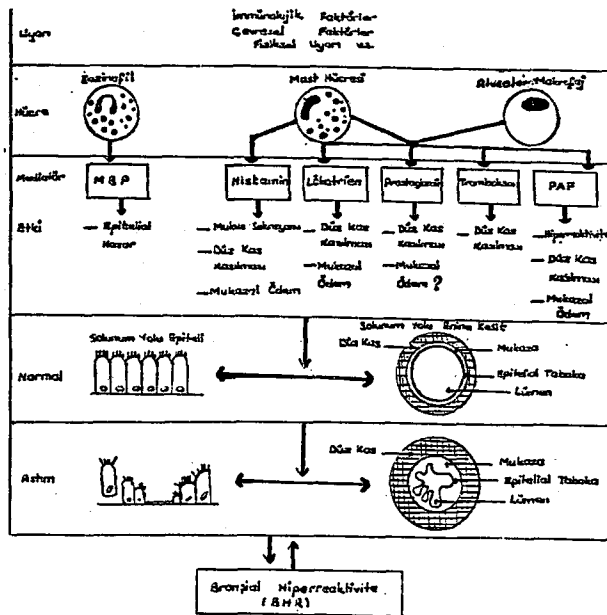 Uyarı
İmmünolojik Faktörler
Çevresel Faktörler
Fiziksel Uyarı v.s.
Hücre
Eozinofil
Mast Hücresi
Alveoler Makrofaj
Mediatör
MBP
Histamin
Lökotrien
Prostaglandin
Tromboksan
PAF
Etki
— Epitelial
Hasar
— Mukus Sekresyonu
— Düz Kas
Kasılması
— Mukozal Ödem
— Düz Kas
Kasılması
— Mukozal
Ödem
— Düz Kas
Kasılması
— Mukozal
Ödem ?
— Düz Kas
Kasılması
— Hiperaktivite
— Düz Kas
Kasılması
— Mukozal
Ödem
Normal
Solunum Yolu Epiteli
Solunum Yolu Enine Kesit
Düz Kas
Mukoza
Epitelial Tabaka
Lümen
Astım
Düz Kas
Mukoza
Epitelial Tabaka
Lümen
Bronşial Hiperreaktivite
(BHR)